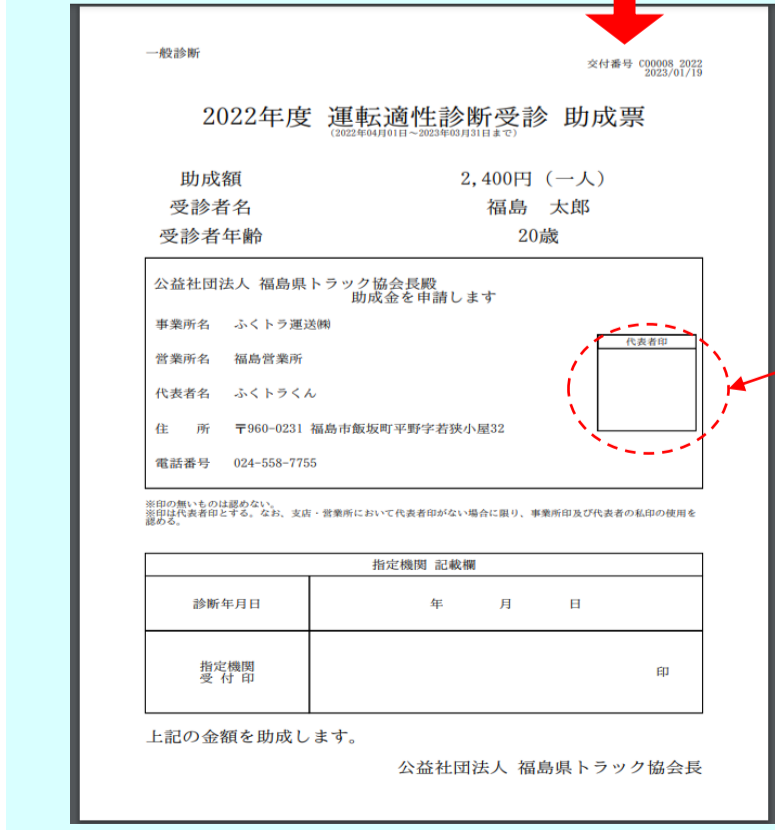 一般診断
交付番号 C00008 2022
2023/01/19
2022年度 運転適性診断受診 助成票
(2022年04月01日～2023年03月31日まで)
助成額 2,400円（一人）
受診者名 福島　太郎
受診者年齢 20歳
公益社団法人 福島県トラック協会長殿
助成金を申請します
事業所名 ふくトラ運送㈱
代表者印
営業所名 福島営業所
代表者名 ふくトラくん
住　所 〒960-0231 福島市飯坂町平野字若狭小屋32
電話番号 024-558-7755
※印の無いものは認めない。
※印は代表者印とする。なお、支店・営業所において代表者印がない場合に限り、事業所印及び代表者の私印の使用を
認める。
指定機関 記載欄
診断年月日 年 月 日
指定機関
受 付 印 印
上記の金額を助成します。
公益社団法人 福島県トラック協会長